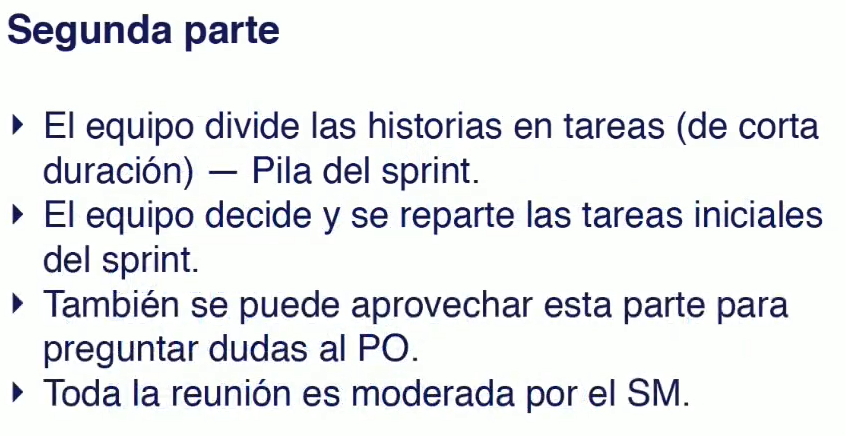 Segunda parte
‣ El equipo divide las historias en tareas (de corta
duración) — Pila del sprint.
‣ El equipo decide y se reparte las tareas iniciales
del sprint.
‣ También se puede aprovechar esta parte para
preguntar dudas al PO.
‣ Toda la reunión es moderada por el SM.